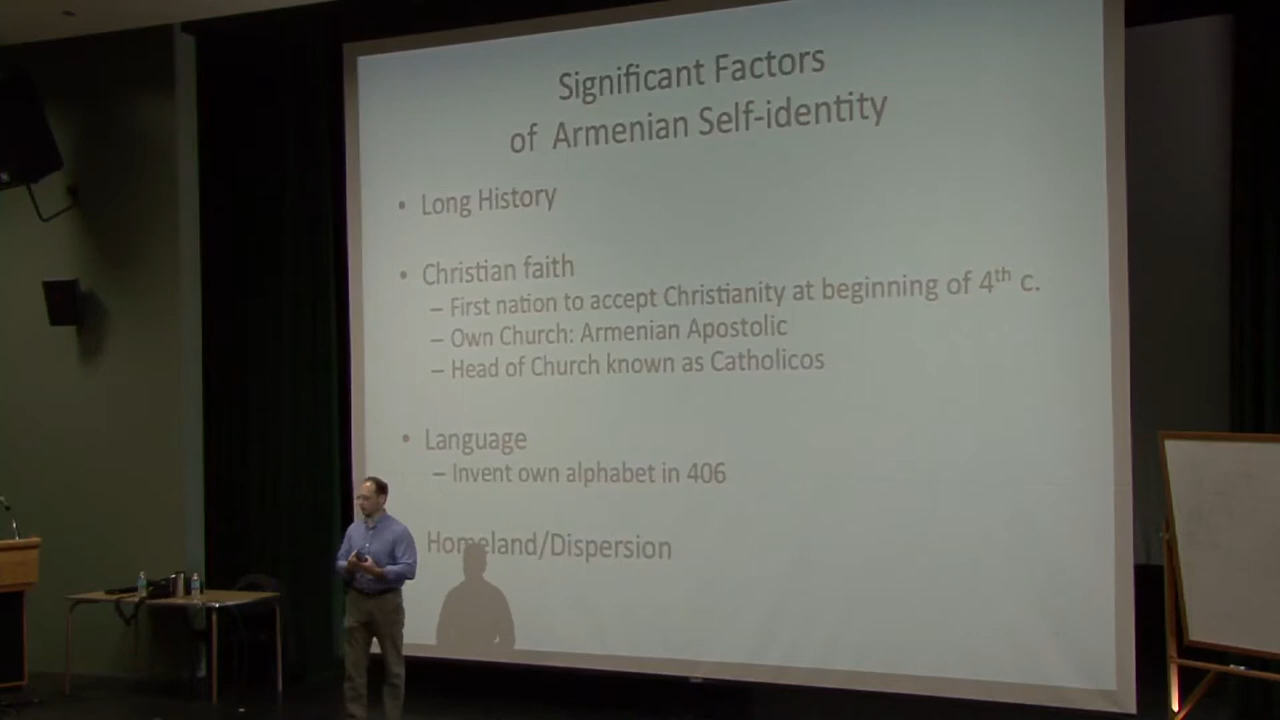 Significant Factors
of Armenian Self-identity
• Long History
• Christian faith
– First nation to accept Christianity at beginning of 4th c.
– Own Church: Armenian Apostolic
– Head of Church known as Catholicos
• Language
– Invent own alphabet in 406
Homeland/Dispersion